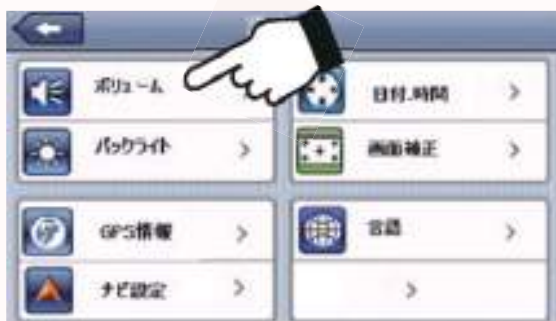 ボリューム
バックライト
日付.時間
画面補正
GPS情報
ナビ設定
言語